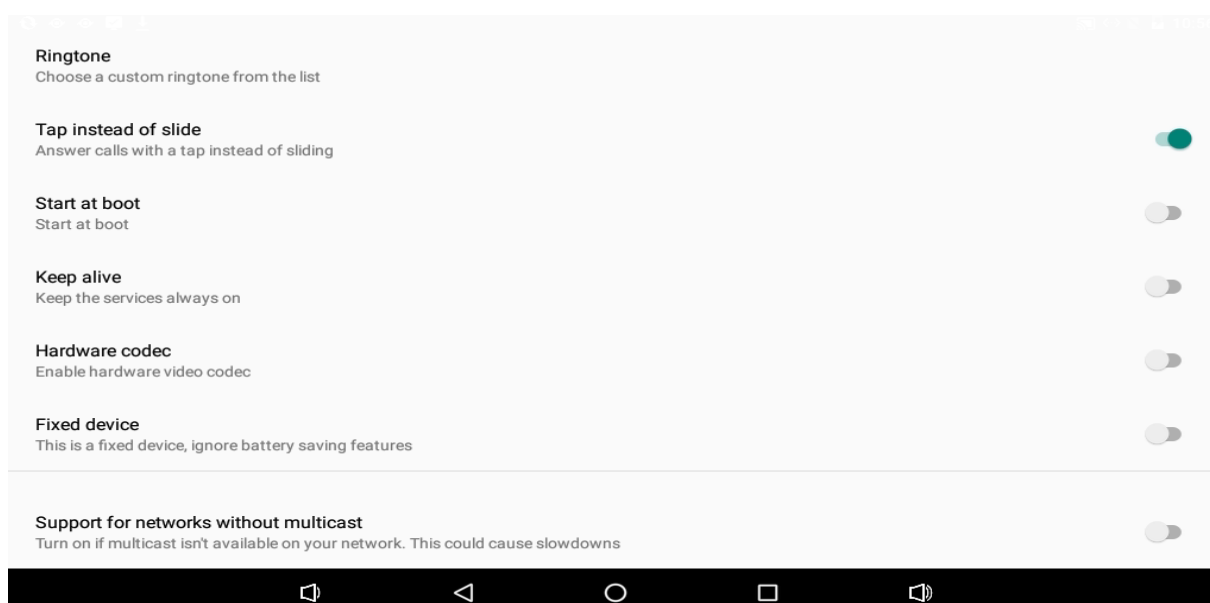 Ringtone
Choose a custom ringtone from the list
Tap instead of slide
Answer calls with a tap instead of sliding
Start at boot
Start at boot
Keep alive
Keep the services always on
Hardware codec
Enable hardware video codec
Fixed device
This is a fixed device, ignore battery saving features
Support for networks without multicast
Turn on if multicast isn't available on your network. This could cause slowdowns